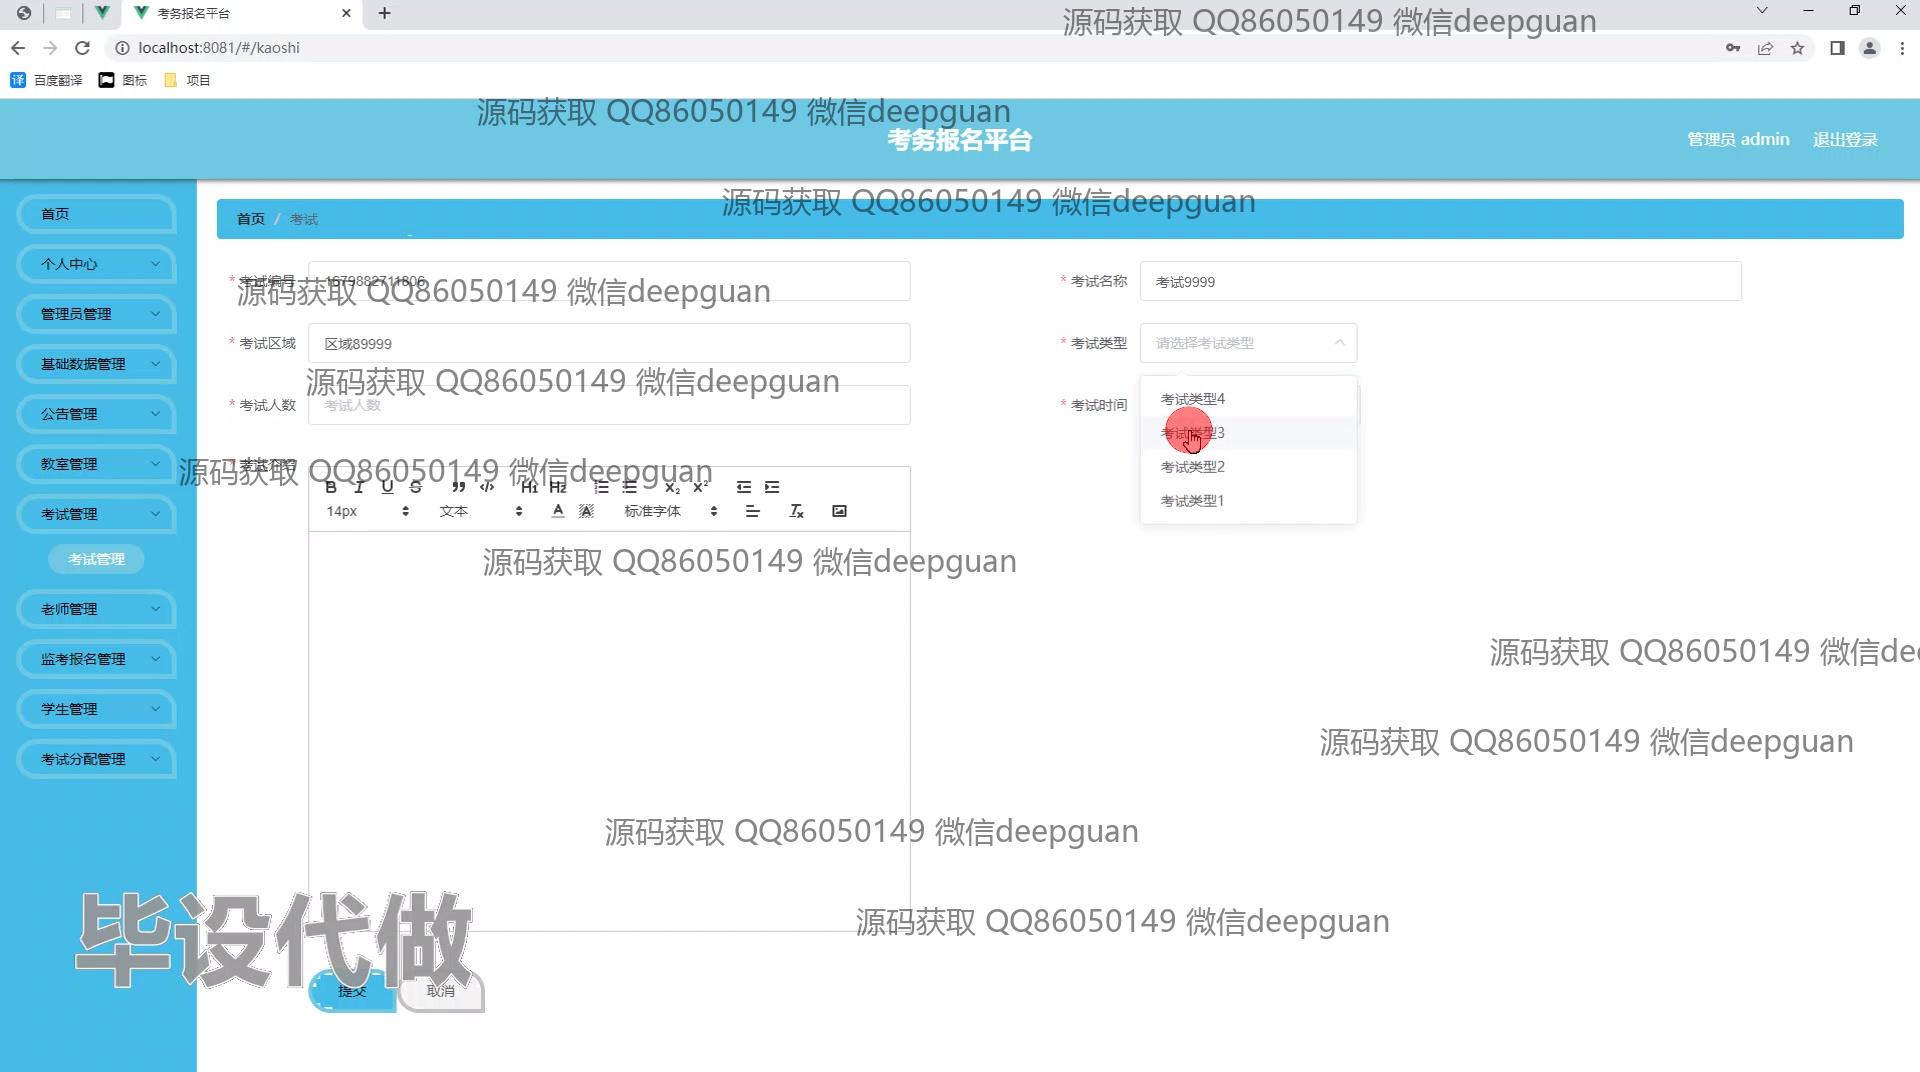 考务报名平台
源码获取 QQ86050149 微信deepguan
localhost:8081/#/kaoshi
百度翻译 图标 项目
源码获取 QQ86050149 微信deepguan
考务报名平台
管理员 admin 退出登录
源码获取 QQ86050149 微信deepguan
首页 / 考试
首页
个人中心
管理员管理
基础数据管理
公告管理
教室管理
考试管理
考试管理
老师管理
监考报名管理
学生管理
考试分配管理
* 考试编号 1679882711806
* 考试名称 考试9999
源码获取 QQ86050149 微信deepguan
* 考试区域 区域89999
* 考试类型 请选择考试类型
源码获取 QQ86050149 微信deepguan
* 考试人数 考试人数
* 考试时间
考试类型4
考试类型3
考试类型2
考试类型1
* 考试介绍
源码获取 QQ86050149 微信deepguan
B I U S H1 H2 X2 X2
14px 文本 A A 标准字体
源码获取 QQ86050149 微信deepguan
源码获取 QQ86050149 微信dee
源码获取 QQ86050149 微信deepguan
源码获取 QQ86050149 微信deepguan
源码获取 QQ86050149 微信deepguan
毕设代做
提交 取消